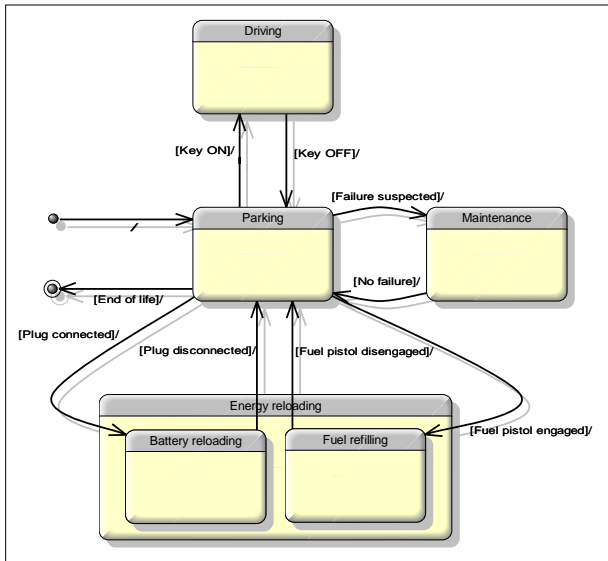 Driving
[Key ON]/
[Key OFF]/
[Failure suspected]/
Parking
Maintenance
/
[No failure]/
[End of life]/
[Plug connected]/
[Plug disconnected]/
[Fuel pistol disengaged]/
Energy reloading
[Fuel pistol engaged]/
Battery reloading
Fuel refilling